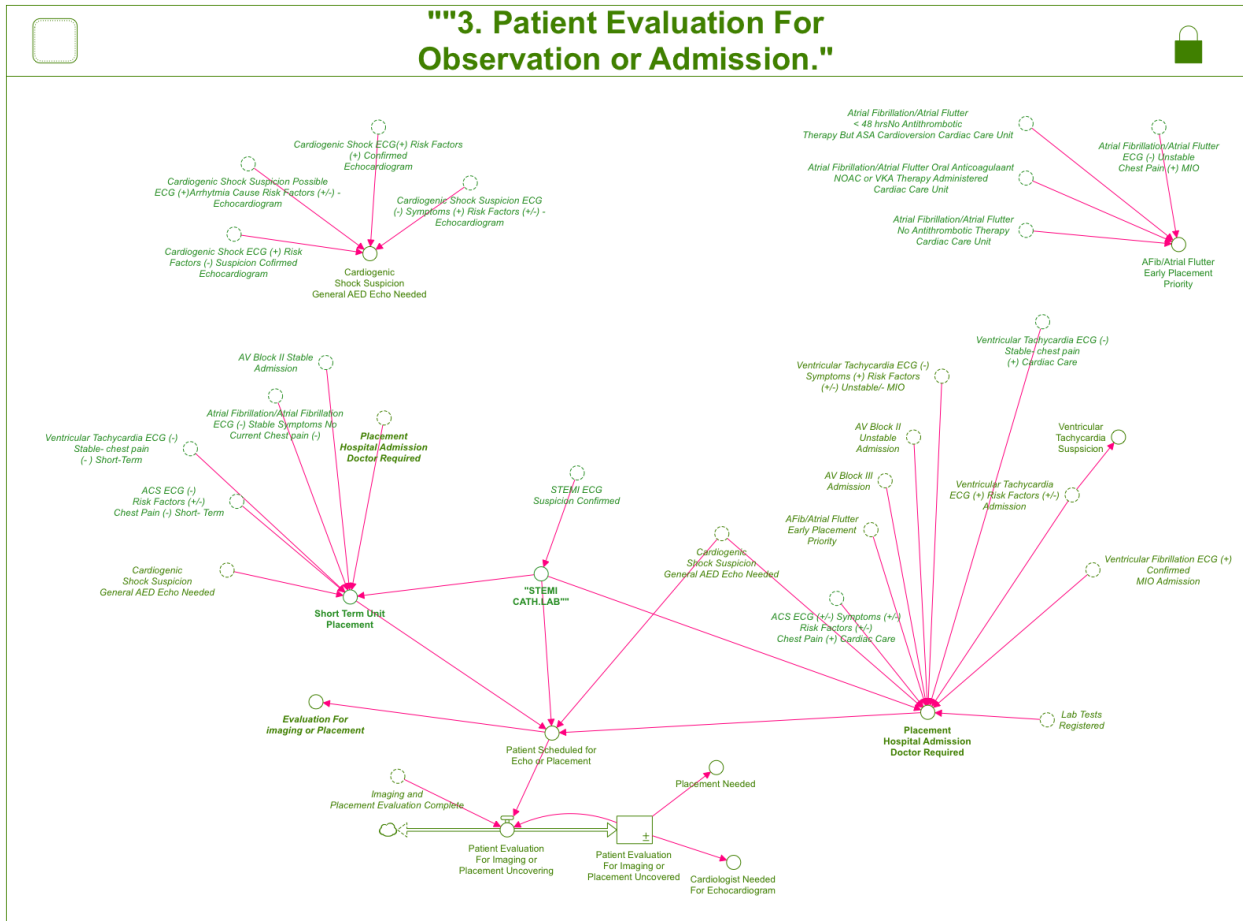 ""3. Patient Evaluation For
Observation or Admission."
Cardiogenic Shock ECG(+) Risk Factors
(+) Confirmed
Echocardiogram
Cardiogenic Shock Suspicion Possible
ECG (+)Arrhytmia Cause Risk Factors (+/-) -
Echocardiogram
Cardiogenic Shock Suspicion ECG
(-) Symptoms (+) Risk Factors (+/-) -
Echocardiogram
Cardiogenic Shock ECG (+) Risk
Factors (-) Suspicion Cofirmed
Echocardiogram
Cardiogenic
Shock Suspicion
General AED Echo Needed
Atrial Fibrillation/Atrial Flutter
< 48 hrsNo Antithrombotic
Therapy But ASA Cardioversion Cardiac Care Unit
Atrial Fibrillation/Atrial Flutter
ECG (-) Unstable
Chest Pain (+) MIO
Atrial Fibrillation/Atrial Flutter Oral Anticoagulaant
NOAC or VKA Therapy Administered
Cardiac Care Unit
Atrial Fibrillation/Atrial Flutter
No Antithrombotic Therapy
Cardiac Care Unit
AFib/Atrial Flutter
Early Placement
Priority
AV Block II Stable
Admission
Atrial Fibrillation/Atrial Fibrillation
ECG (-) Stable Symptoms No
Current Chest pain (-)
Placement
Hospital Admission
Doctor Required
Ventricular Tachycardia ECG (-)
Stable- chest pain
(- ) Short-Term
ACS ECG (-)
Risk Factors (+/-)
Chest Pain (-) Short- Term
Cardiogenic
Shock Suspicion
General AED Echo Needed
Short Term Unit
Placement
STEMI ECG
Suspicion Confirmed
"STEMI
CATH.LAB""
Ventricular Tachycardia ECG (-)
Stable- chest pain
(+) Cardiac Care
Ventricular Tachycardia ECG (-)
Symptoms (+) Risk Factors
(+/-) Unstable/- MIO
AV Block II
Unstable
Admission
Ventricular
Tachycardia
Suspsicion
AV Block III
Admission
Ventricular Tachycardia
ECG (+) Risk Factors (+/-)
Admission
AFib/Atrial Flutter
Early Placement
Priority
Cardiogenic
Shock Suspicion
General AED Echo Needed
Ventricular Fibrillation ECG (+)
Confirmed
MIO Admission
ACS ECG (+/-) Symptoms (+/-)
Risk Factors (+/-)
Chest Pain (+) Cardiac Care
Lab Tests
Registered
Placement
Hospital Admission
Doctor Required
Evaluation For
imaging or Placement
Patient Scheduled for
Echo or Placement
Imaging and
Placement Evaluation Complete
Placement Needed
Patient Evaluation
For Imaging or
Placement Uncovering
±
Patient Evaluation
For Imaging or
Placement Uncovered
Cardiologist Needed
For Echocardiogram